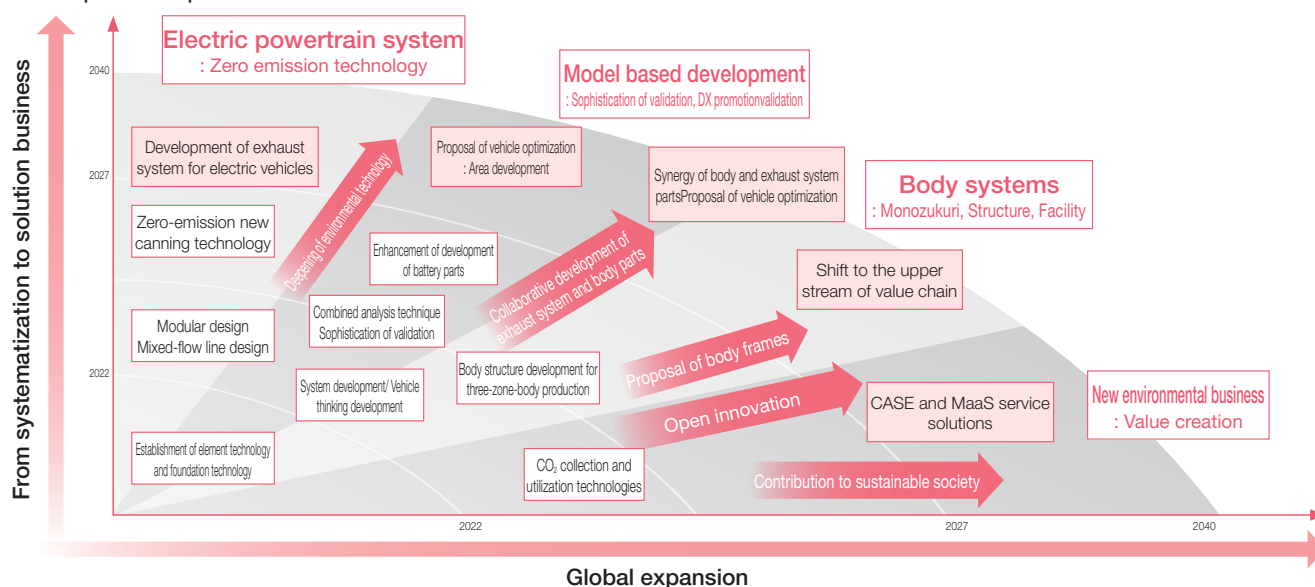 From systematization to solution business
2040
2027
2022
Electric powertrain system
: Zero emission technology
Model based development
: Sophistication of validation, DX promotionvalidation
Body systems
: Monozukuri, Structure, Facility
New environmental business
: Value creation
Development of exhaust
system for electric vehicles
Zero-emission new
canning technology
Modular design
Mixed-flow line design
Establishment of element technology
and foundation technology
Deepening of environmental technology
Proposal of vehicle optimization
: Area development
Enhancement of development
of battery parts
Combined analysis technique
Sophistication of validation
System development/ Vehicle
thinking development
Collaborative development of
exhaust system and body parts
Synergy of body and exhaust system
partsProposal of vehicle optimization
Body structure development for
three-zone-body production
Proposal of body frames
Shift to the upper
stream of value chain
Open innovation
CASE and MaaS service
solutions
CO₂ collection and
utilization technologies
Contribution to sustainable society
2022
2027
2040
Global expansion